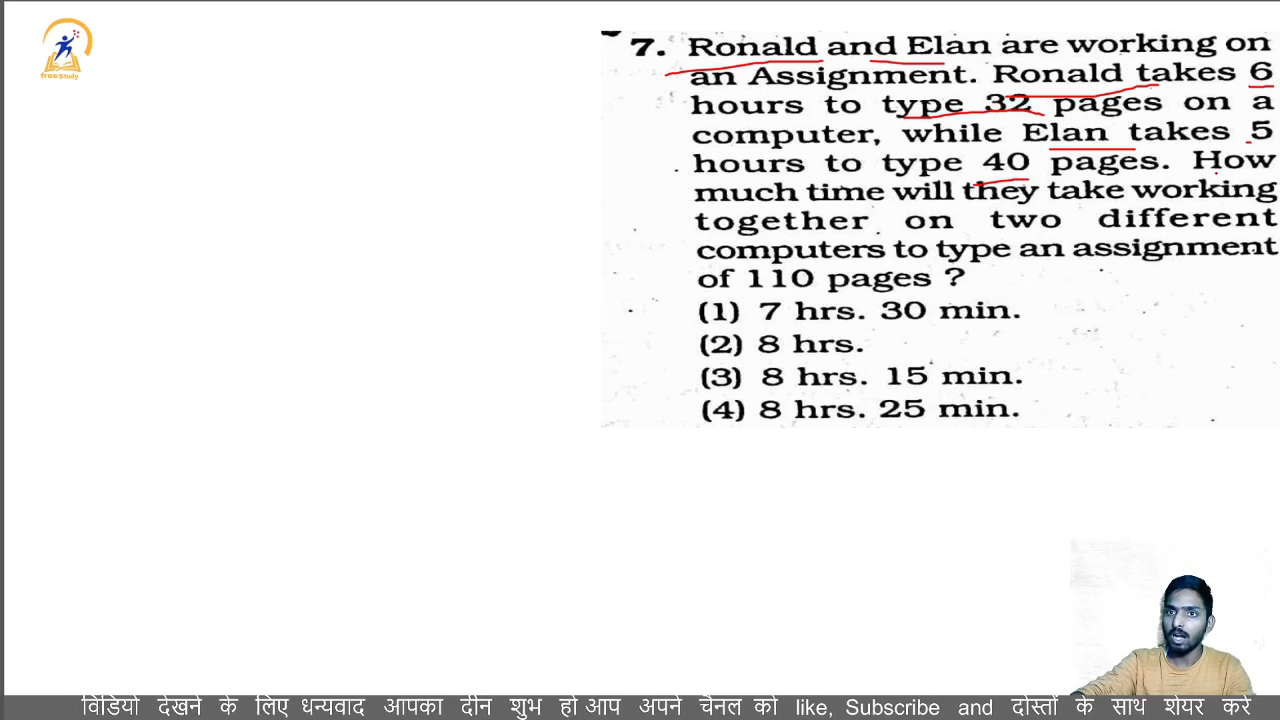 free study
7. Ronald and Elan are working on
an Assignment. Ronald takes 6
hours to type 32 pages on a
computer, while Elan takes 5
hours to type 40 pages. How
much time will they take working
together on two different
computers to type an assignment
of 110 pages ?
(1) 7 hrs. 30 min.
(2) 8 hrs.
(3) 8 hrs. 15 min.
(4) 8 hrs. 25 min.
विडियो देखने के लिए धन्यवाद आपका दीन शुभ हो आप अपने चैनल को like, Subscribe and दोस्तों के साथ शेयर करे